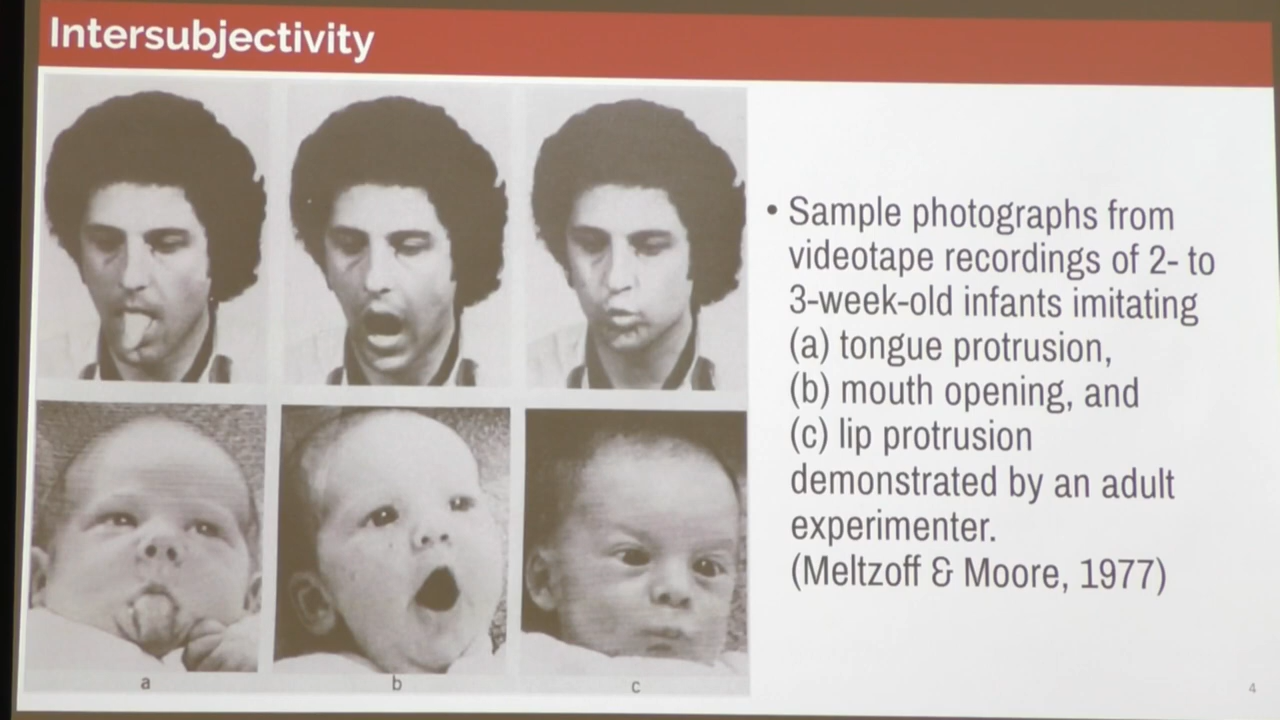 Intersubjectivity
• Sample photographs from
videotape recordings of 2- to
3-week-old infants imitating
(a) tongue protrusion,
(b) mouth opening, and
(c) lip protrusion
demonstrated by an adult
experimenter.
(Meltzoff & Moore, 1977)
a b c
4